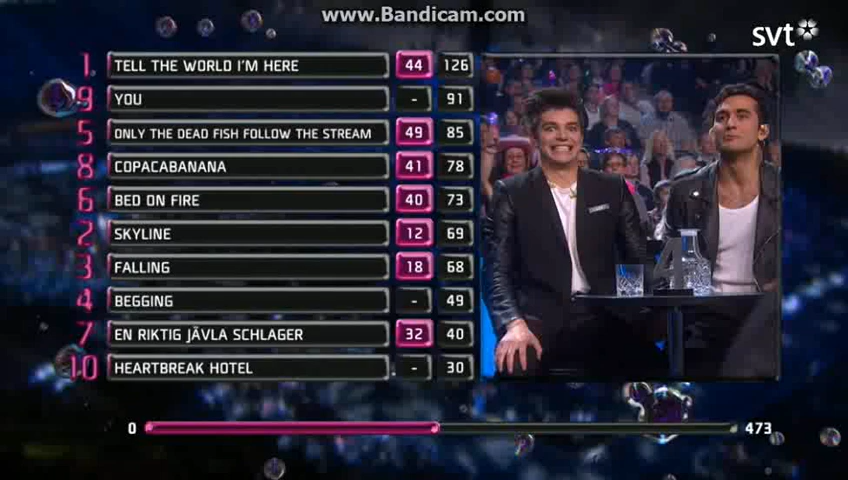 www.Bandicam.com
svt
1 TELL THE WORLD I'M HERE 44 126
9 YOU - 91
5 ONLY THE DEAD FISH FOLLOW THE STREAM 49 85
8 COPACABANANA 41 78
6 BED ON FIRE 40 73
2 SKYLINE 12 69
3 FALLING 18 68
4 BEGGING - 49
7 EN RIKTIG JÄVLA SCHLAGER 32 40
10 HEARTBREAK HOTEL - 30
4
0 473